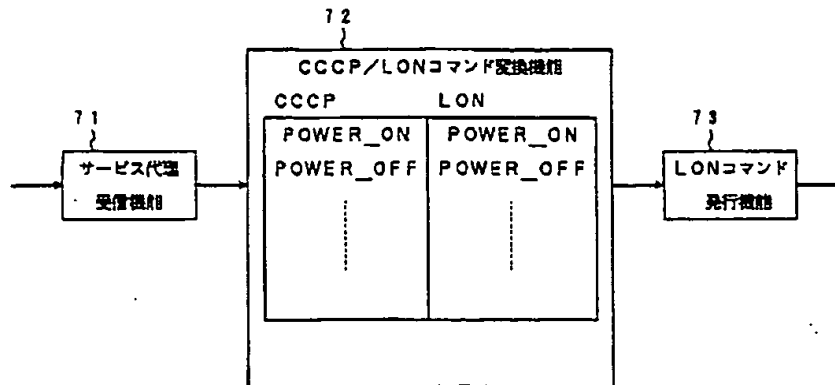 72
CCCP/LONコマンド変換機能
CCCP LON
71
POWER_ON POWER_ON
73
サービス代理
POWER_OFF POWER_OFF
LONコマンド
受信機能
発行機能